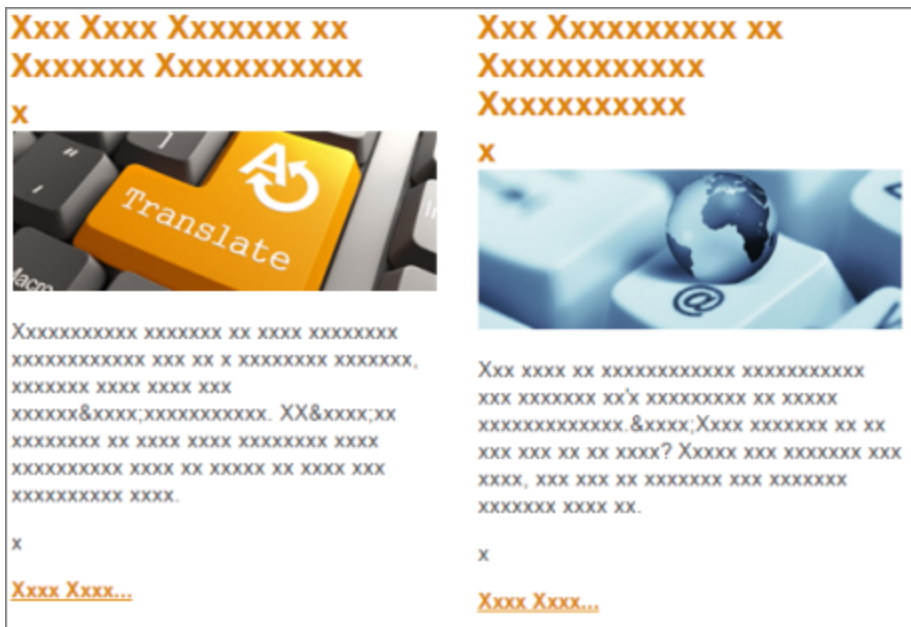 Xxx Xxxx Xxxxxxx xx
Xxxxxxx Xxxxxxxxxxx
x
"
]
Translate
A
Macro
Xxxxxxxxxxx xxxxxxx xx xxxx xxxxxxxx
xxxxxxxxxxxx xxx xx x xxxxxxxx xxxxxxx,
xxxxxxx xxxx xxxx xxx
xxxxxx&xxxx;xxxxxxxxxxx. XX&xxxx;xx
xxxxxxxx xx xxxx xxxx xxxxxxxx xxxx
xxxxxxxxxx xxxx xx xxxxx xx xxxx xxx
xxxxxxxxxx xxxx.
x
Xxxx Xxxx...
Xxx Xxxxxxxxxx xx
Xxxxxxxxxxxx
Xxxxxxxxxxx
x
@
Xxx xxxx xx xxxxxxxxxxxx xxxxxxxxxxx
xxx xxxxxxx xx'x xxxxxxxxx xx xxxxx
xxxxxxxxxxxxx.&xxxx;Xxxx xxxxxxx xx xx
xxx xxx xx xx xxxx? Xxxxx xxx xxxxxxx xxx
xxxx, xxx xxx xx xxxxxxx xxx xxxxxxx
xxxxxxx xxxx xx.
x
Xxxx Xxxx...